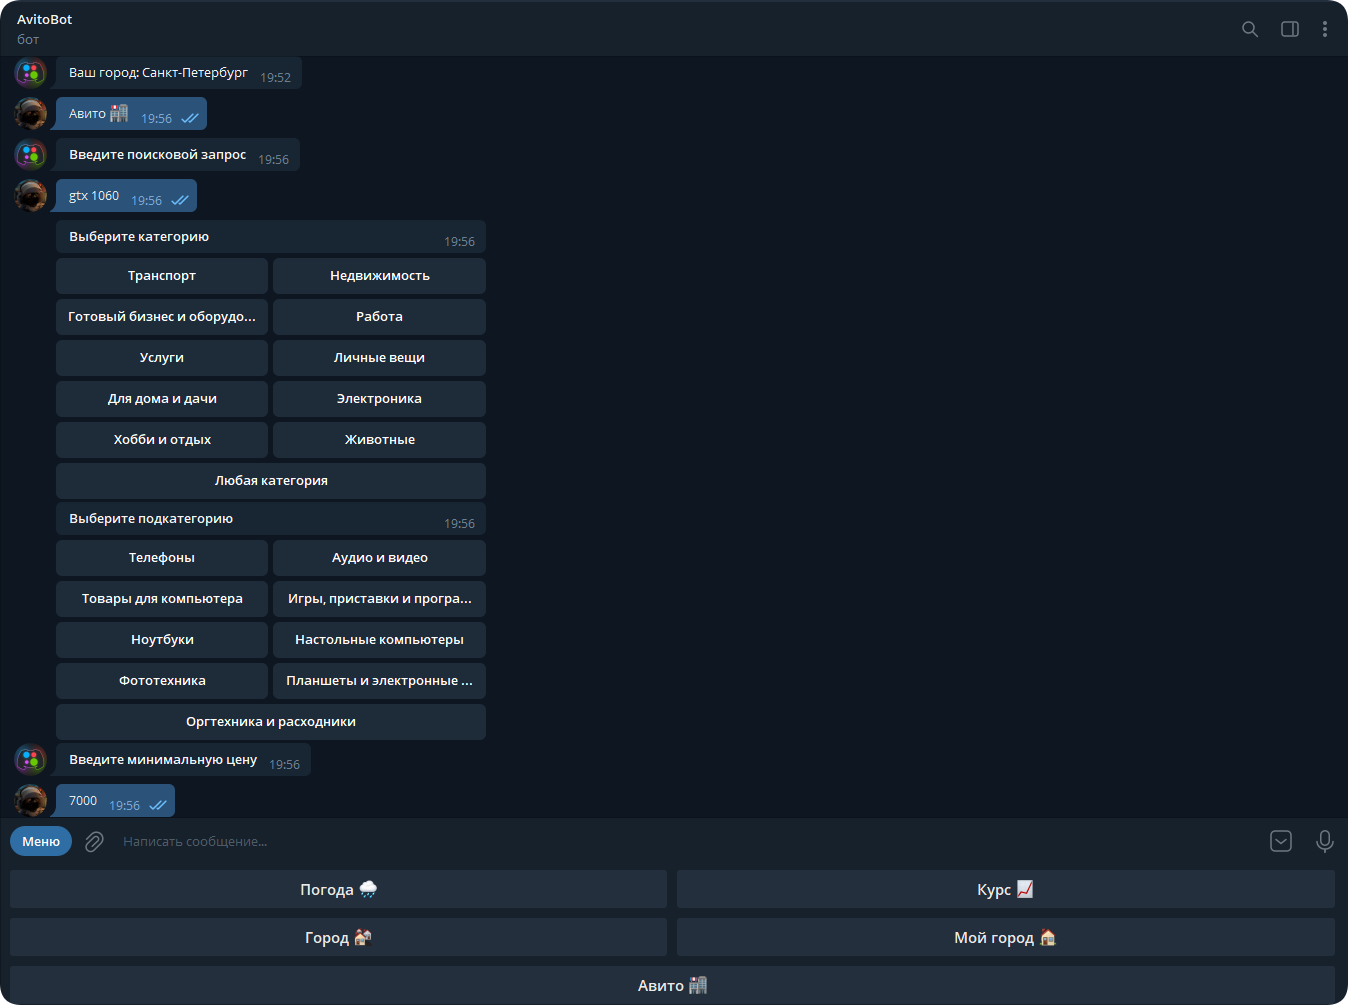 AvitoBot
бот
Ваш город: Санкт-Петербург 19:52
Авито 19:56
Введите поисковой запрос 19:56
gtx 1060 19:56
Выберите категорию 19:56
Транспорт Недвижимость
Готовый бизнес и оборудо... Работа
Услуги Личные вещи
Для дома и дачи Электроника
Хобби и отдых Животные
Любая категория
Выберите подкатегорию 19:56
Телефоны Аудио и видео
Товары для компьютера Игры, приставки и програ...
Ноутбуки Настольные компьютеры
Фототехника Планшеты и электронные ...
Оргтехника и расходники
Введите минимальную цену 19:56
7000 19:56
Меню Написать сообщение...
Погода Курс
Город Мой город
Авито